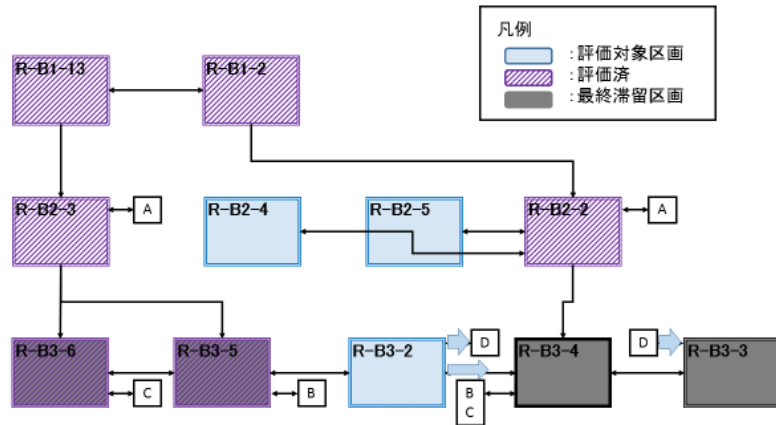 凡例
：評価対象区画
：評価済
：最終滞留区画
R-B1-13
R-B1-2
R-B2-3
A
R-B2-4
R-B2-5
R-B2-2
A
R-B3-6
C
R-B3-5
B
R-B3-2
D
B
C
R-B3-4
D
R-B3-3